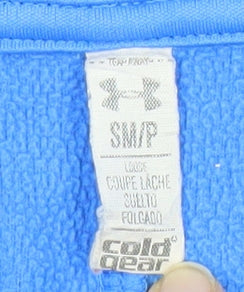 SM/P
LOOSE
COUPE LÂCHE
SUELTO
FOLGADO
cold
gear